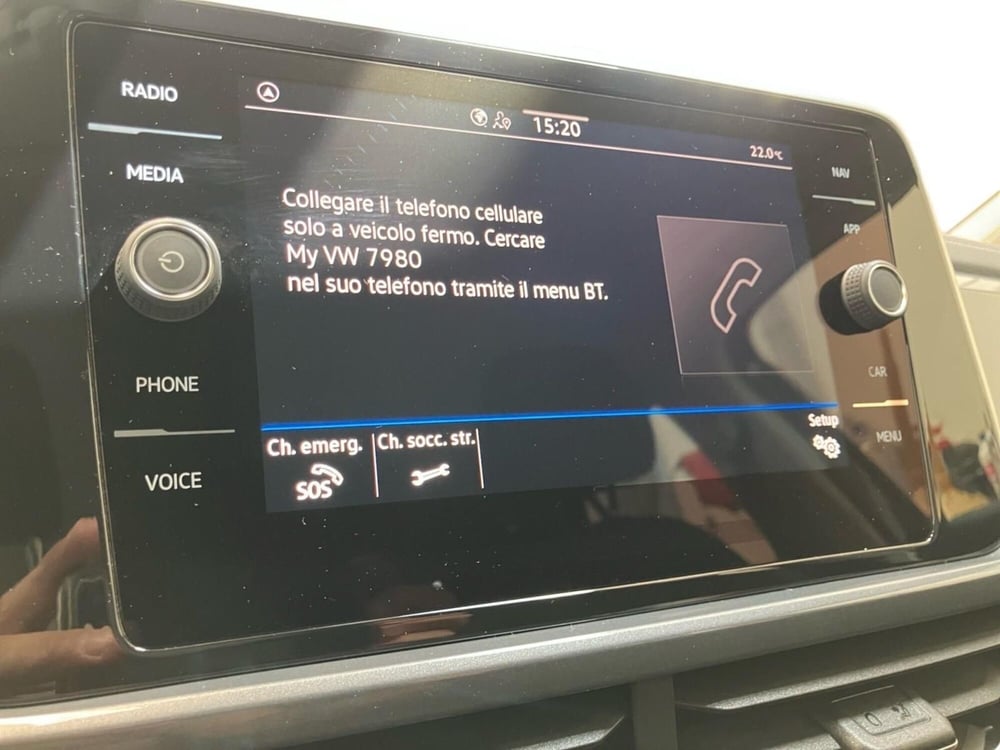 RADIO
MEDIA
PHONE
VOICE
15:20
22.0°C
Collegare il telefono cellulare
solo a veicolo fermo. Cercare
My VW 7980
nel suo telefono tramite il menu BT.
Ch. emerg.
SOS
Ch. socc. str.
Setup
NAV
APP
CAR
MENU